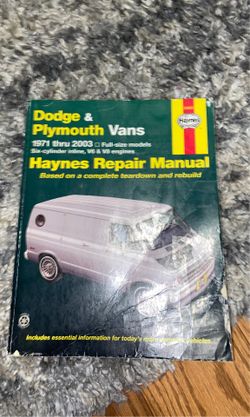 Haynes
Dodge &
Plymouth Vans
1971 thru 2003 □ Full-size models
Six-cylinder inline, V6 & V8 engines
Haynes Repair Manual
Based on a complete teardown and rebuild
Includes essential information for today's more vehicles